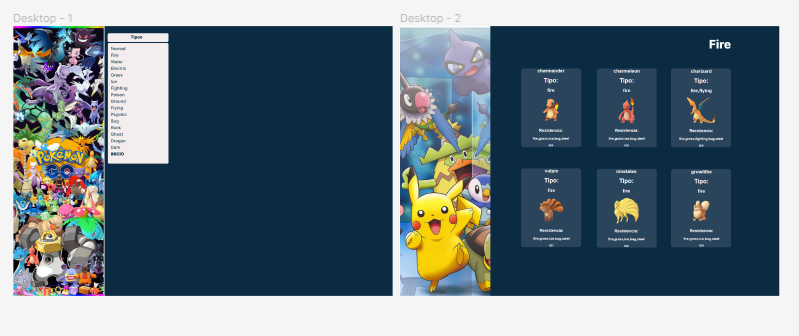 Desktop - 1
Tipos
Normal
Fire
Water
Electric
Grass
Ice
Fighting
Poison
Ground
Flying
Psychic
Bug
Rock
Ghost
Dragon
Dark
INICIO
POKÉMON
GO
Desktop - 2
Fire
charmander
Tipo:
fire
Resistencia:
fire,grass,ice,bug,steel
charmeleon
Tipo:
fire
Resistencia:
fire,grass,ice,bug,steel
charizard
Tipo:
fire,flying
Resistencia:
fire,grass,fighting,bug,steel
vulpix
Tipo:
fire
Resistencia:
fire,grass,ice,bug,steel
ninetales
Tipo:
fire
Resistencia:
fire,grass,ice,bug,steel
growlithe
Tipo:
fire
Resistencia:
fire,grass,ice,bug,steel